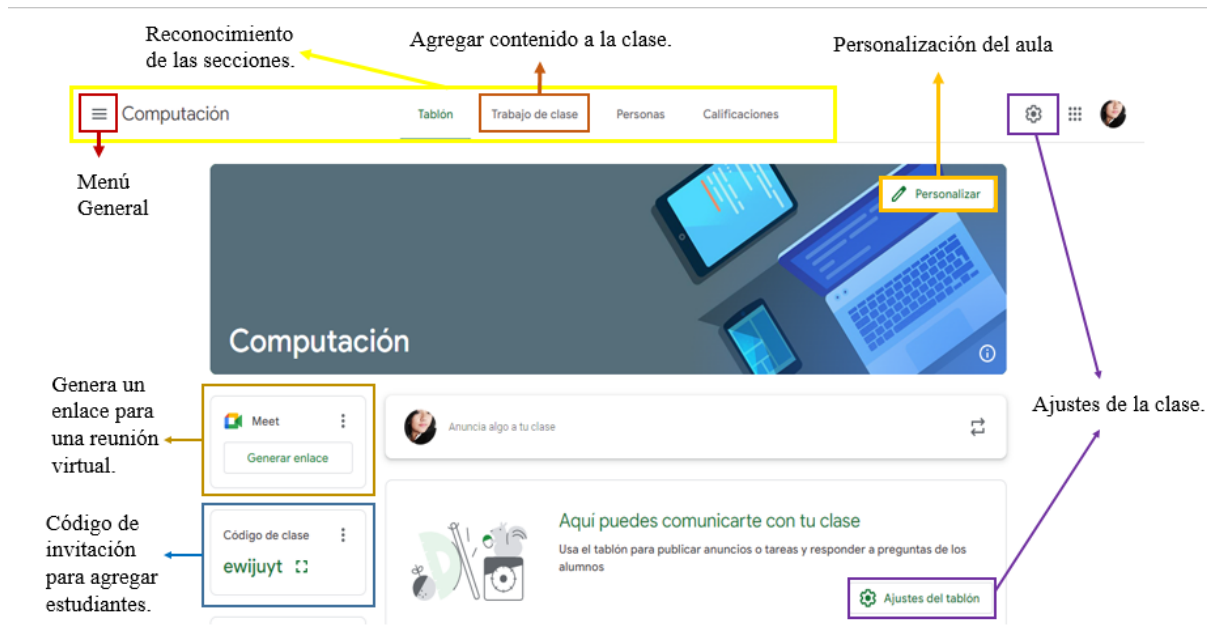 Reconocimiento
de las secciones.
Agregar contenido a la clase.
Personalización del aula
Computación
Tablón
Trabajo de clase
Personas
Calificaciones
Menú
General
Personalizar
Computación
Genera un
enlace para
una reunión
virtual.
Meet
Generar enlace
Anuncia algo a tu clase
Ajustes de la clase.
Código de
invitación
para agregar
estudiantes.
Código de clase
ewijuyt
Aquí puedes comunicarte con tu clase
Usa el tablón para publicar anuncios o tareas y responder a preguntas de los
alumnos
Ajustes del tablón